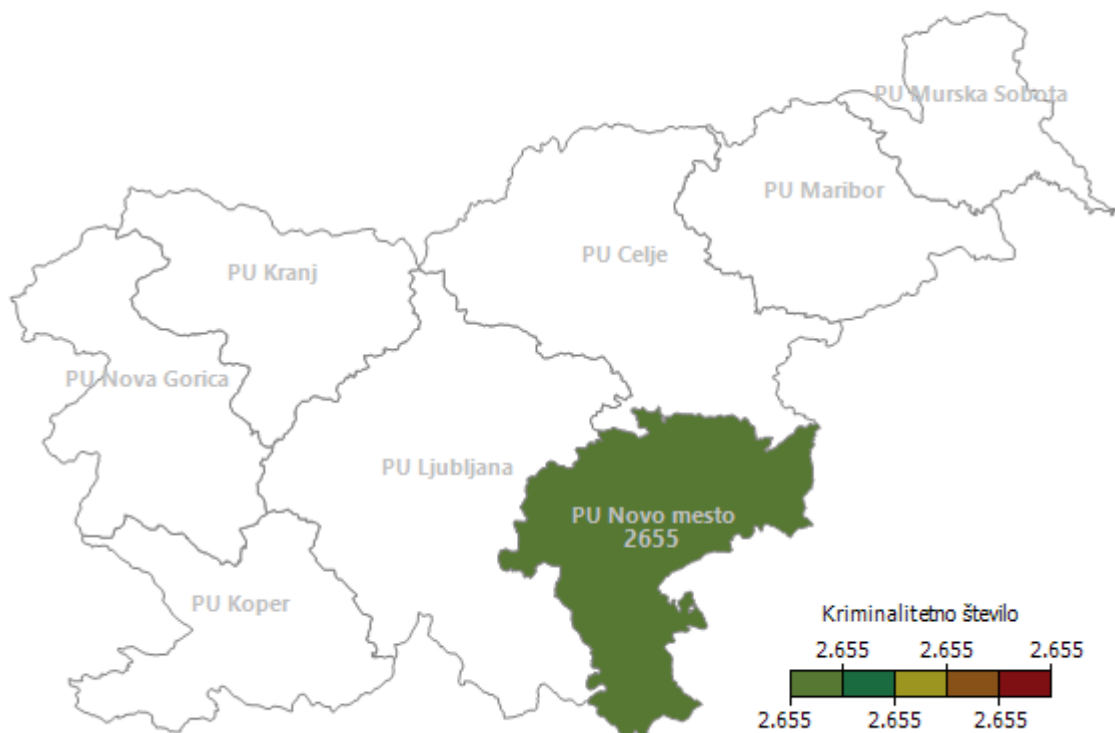 PU Murska Sobota
PU Maribor
PU Celje
PU Kranj
PU Nova Gorica
PU Ljubljana
PU Novo mesto
2655
PU Koper
Kriminalitetno število
2.655 2.655 2.655
2.655 2.655 2.655